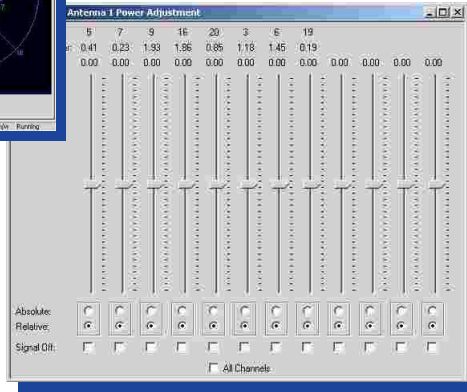 Antenna 1 Power Adjustment
5 7 9 16 20 3 6 19
0.41 0.23 1.93 1.86 0.85 1.18 1.45 0.19
0.00 0.00 0.00 0.00 0.00 0.00 0.00 0.00 0.00 0.00 0.00 0.00
Running
Absolute:
Relative:
Signal Off:
All Channels